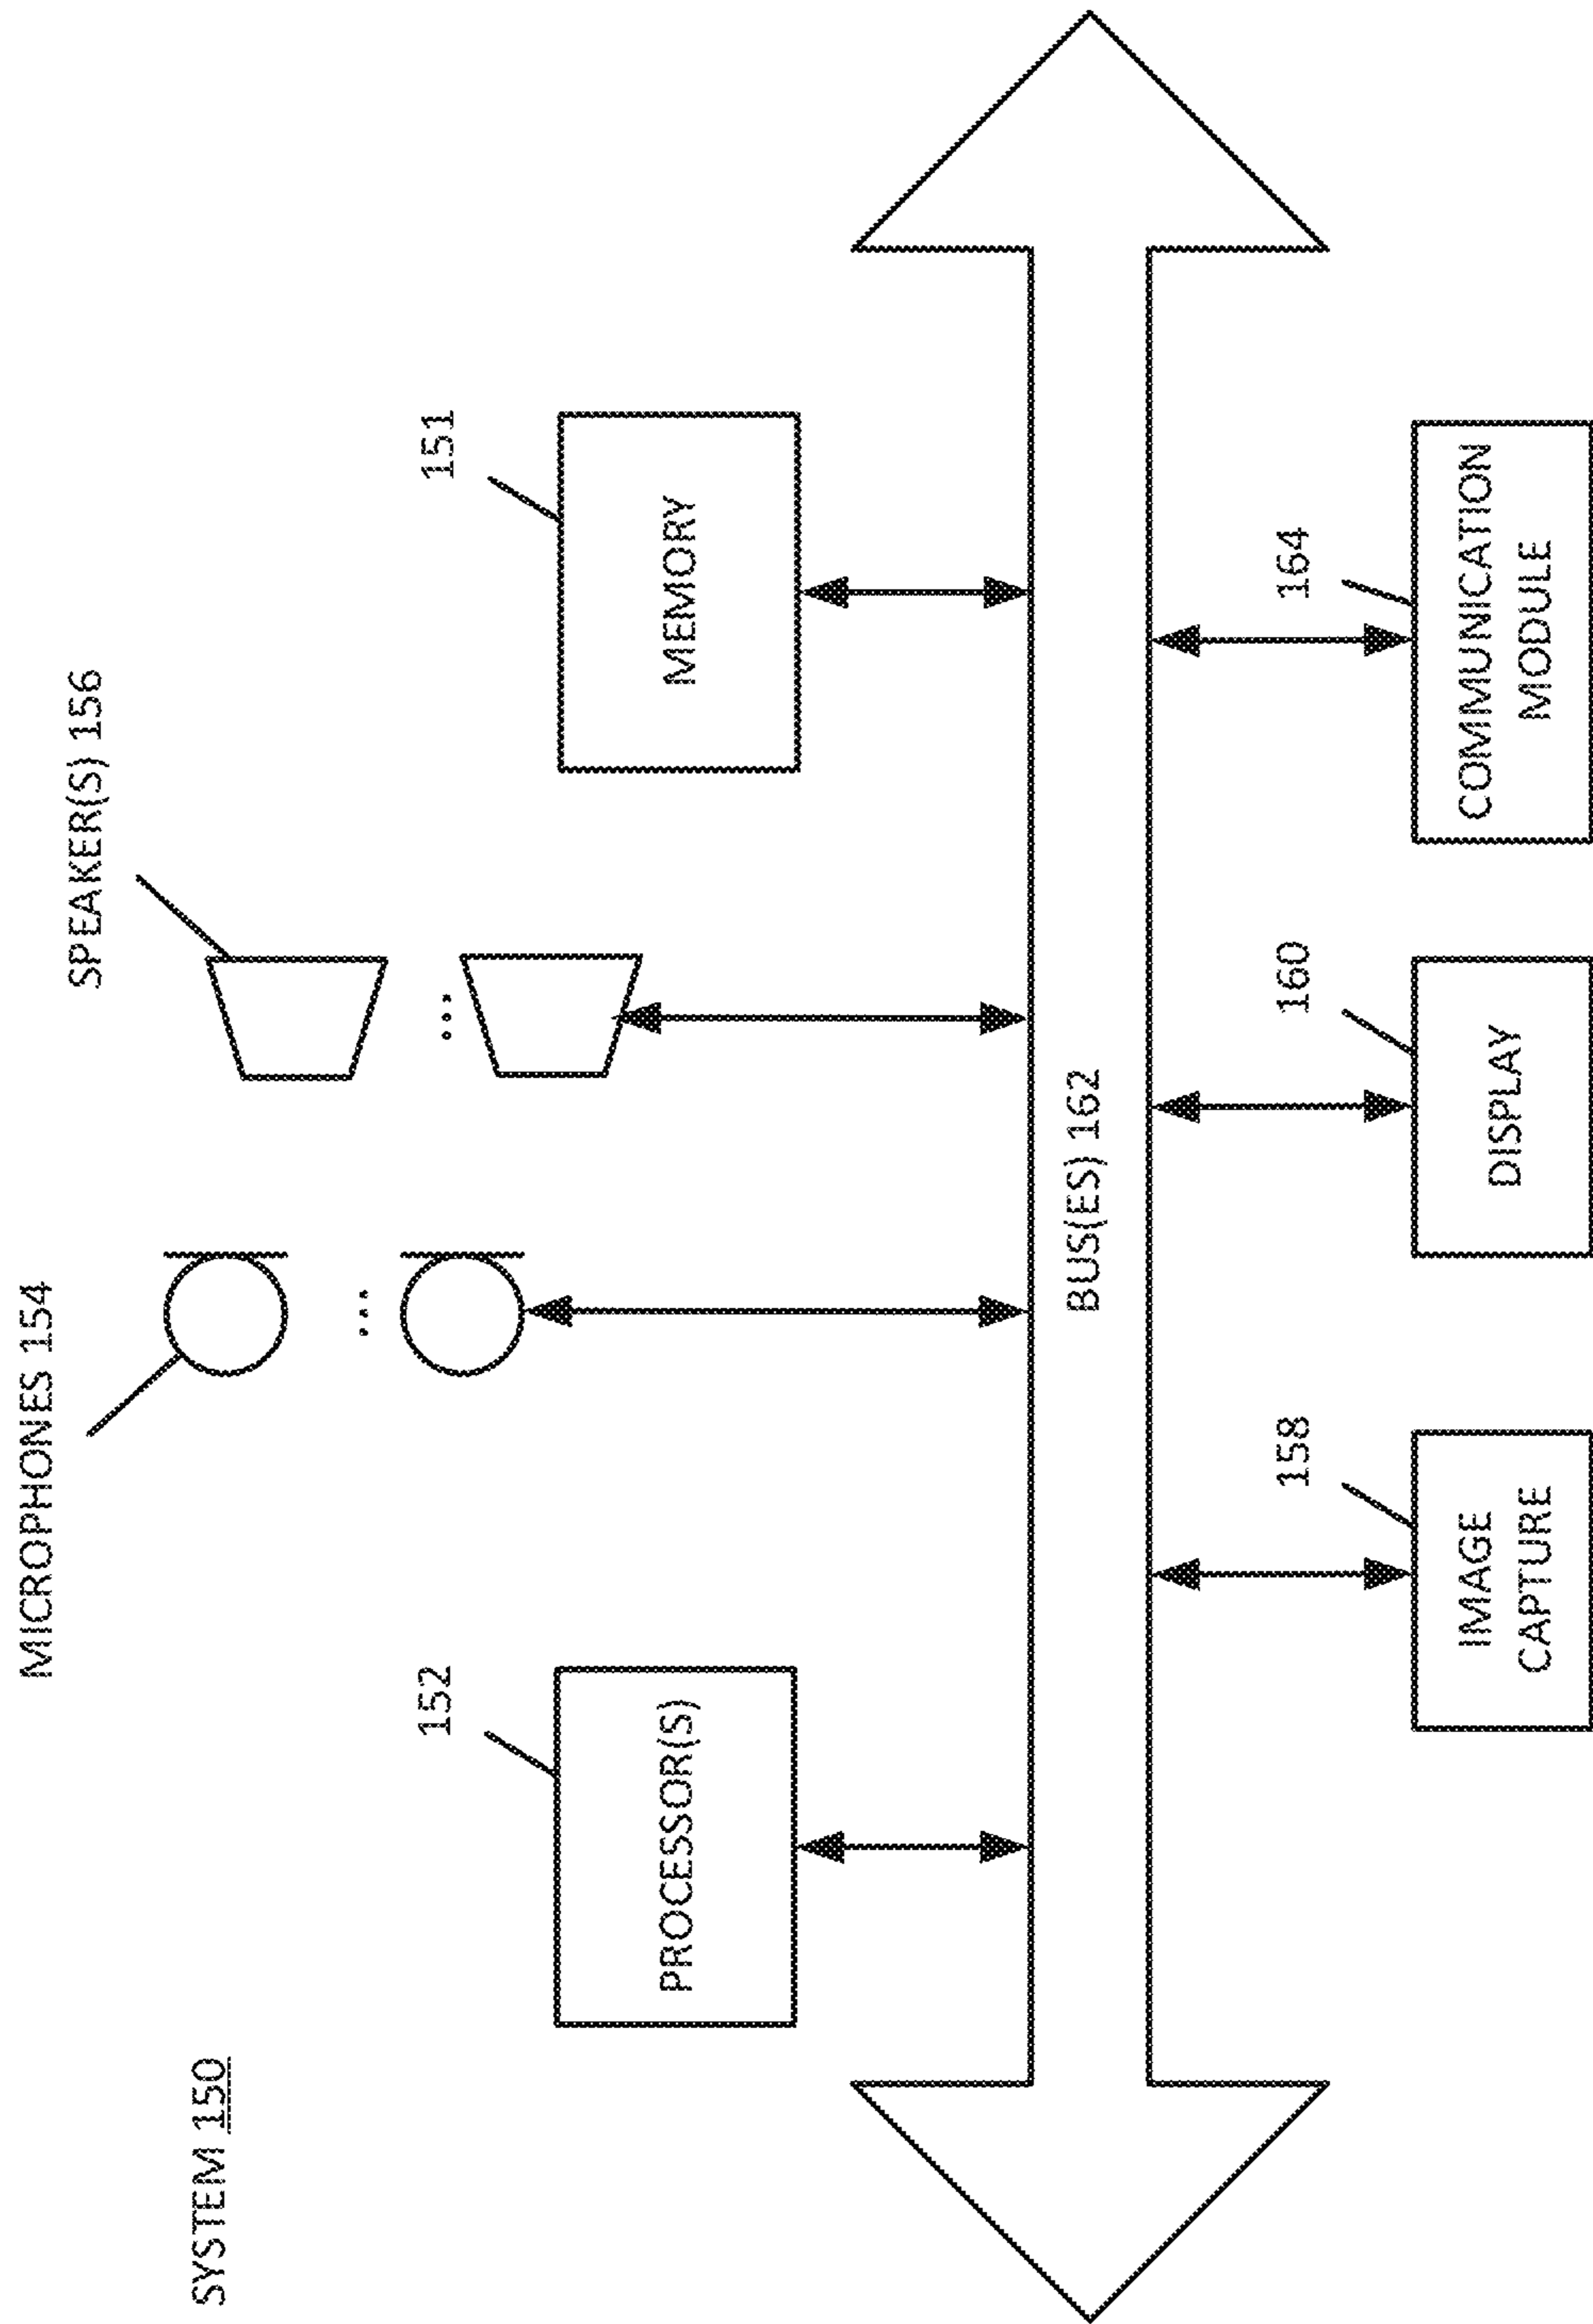 SYSTEM 150
MICROPHONES 154
SPEAKER(S) 156
152
PROCESSOR(S)
...
...
151
MEMORY
BUS(ES) 162
158
IMAGE
CAPTURE
160
DISPLAY
164
COMMUNICATION
MODULE